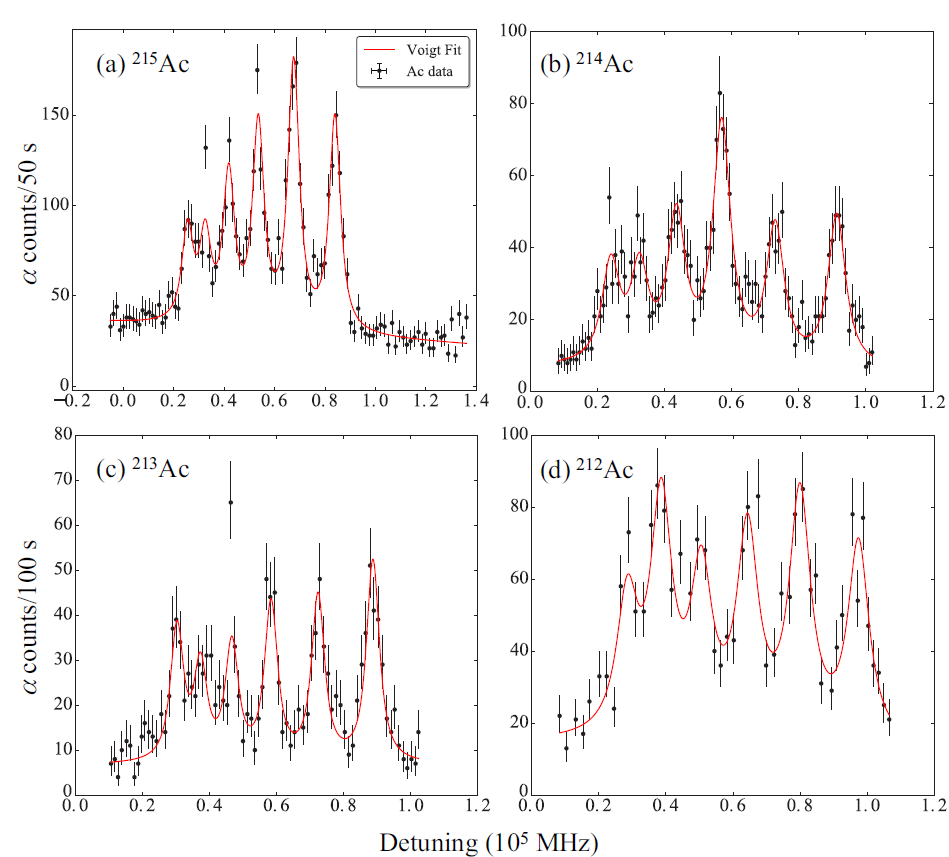 (a) ²¹⁵Ac
Voigt Fit
Ac data
α counts/50 s
150
100
50
0
−0.2 0.0 0.2 0.4 0.6 0.8 1.0 1.2 1.4
(b) ²¹⁴Ac
100
80
60
40
20
0
0.0 0.2 0.4 0.6 0.8 1.0 1.2
(c) ²¹³Ac
α counts/100 s
80
70
60
50
40
30
20
10
0
0.0 0.2 0.4 0.6 0.8 1.0 1.2
(d) ²¹²Ac
100
80
60
40
20
0
0.0 0.2 0.4 0.6 0.8 1.0 1.2
Detuning (10⁵ MHz)